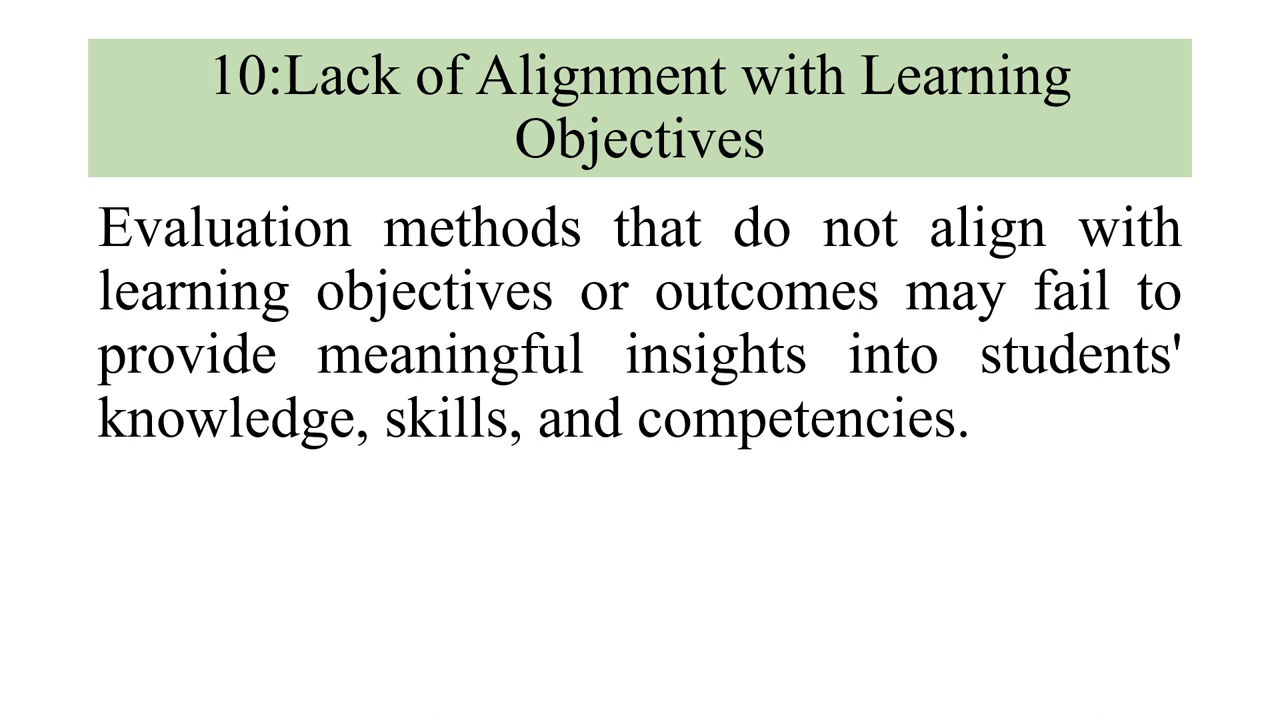 10:Lack of Alignment with Learning
Objectives
Evaluation methods that do not align with
learning objectives or outcomes may fail to
provide meaningful insights into students'
knowledge, skills, and competencies.